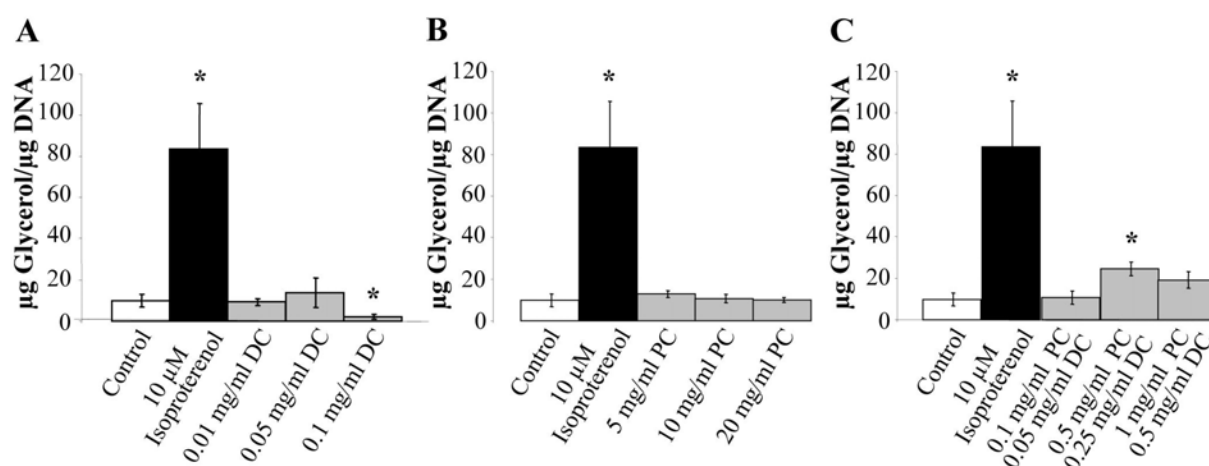 A
µg Glycerol/µg DNA
120
100
80
60
40
20
0
*
*
Control
10 µM
Isoproterenol
0.01 mg/ml DC
0.05 mg/ml DC
0.1 mg/ml DC
B
µg Glycerol/µg DNA
120
100
80
60
40
20
0
*
Control
10 µM
Isoproterenol
5 mg/ml PC
10 mg/ml PC
20 mg/ml PC
C
µg Glycerol/µg DNA
120
100
80
60
40
20
0
*
*
Control
10 µM
Isoproterenol
0.1 mg/ml PC
0.05 mg/ml DC
0.5 mg/ml PC
0.25 mg/ml DC
1 mg/ml PC
0.5 mg/ml DC